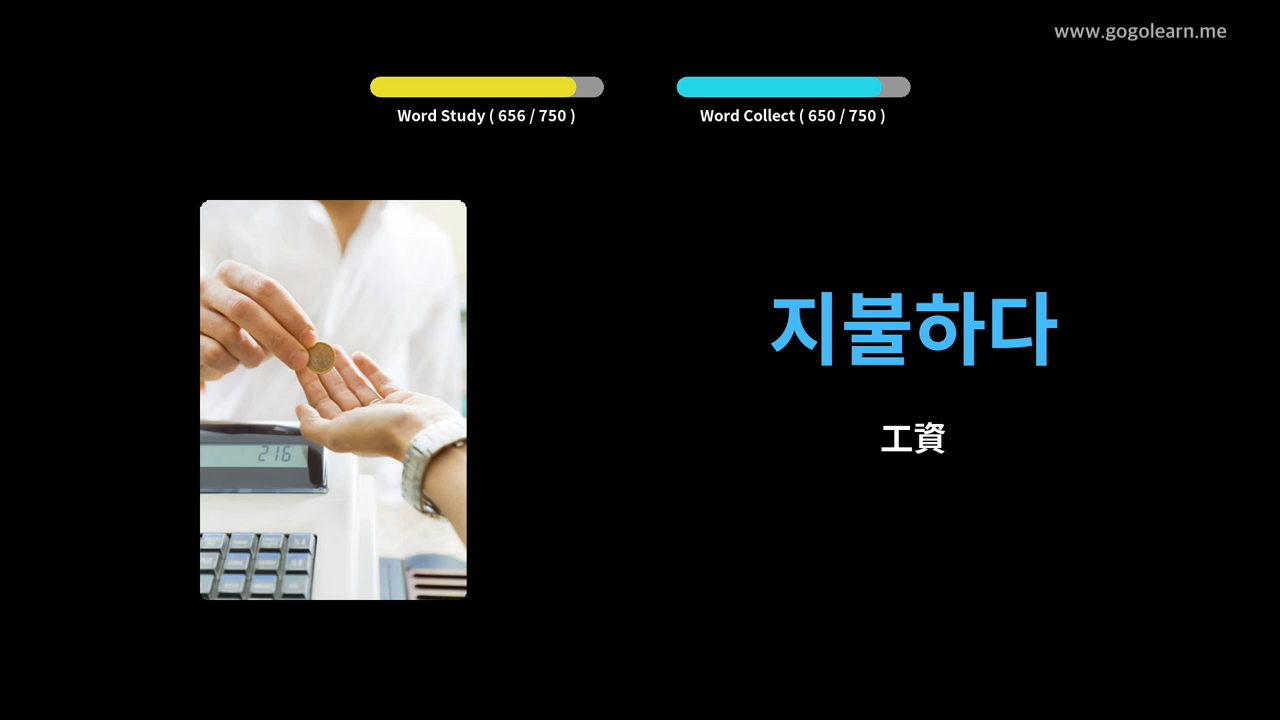 www.gogolearn.me
Word Study ( 656 / 750 )
Word Collect ( 650 / 750 )
지불하다
工資
216